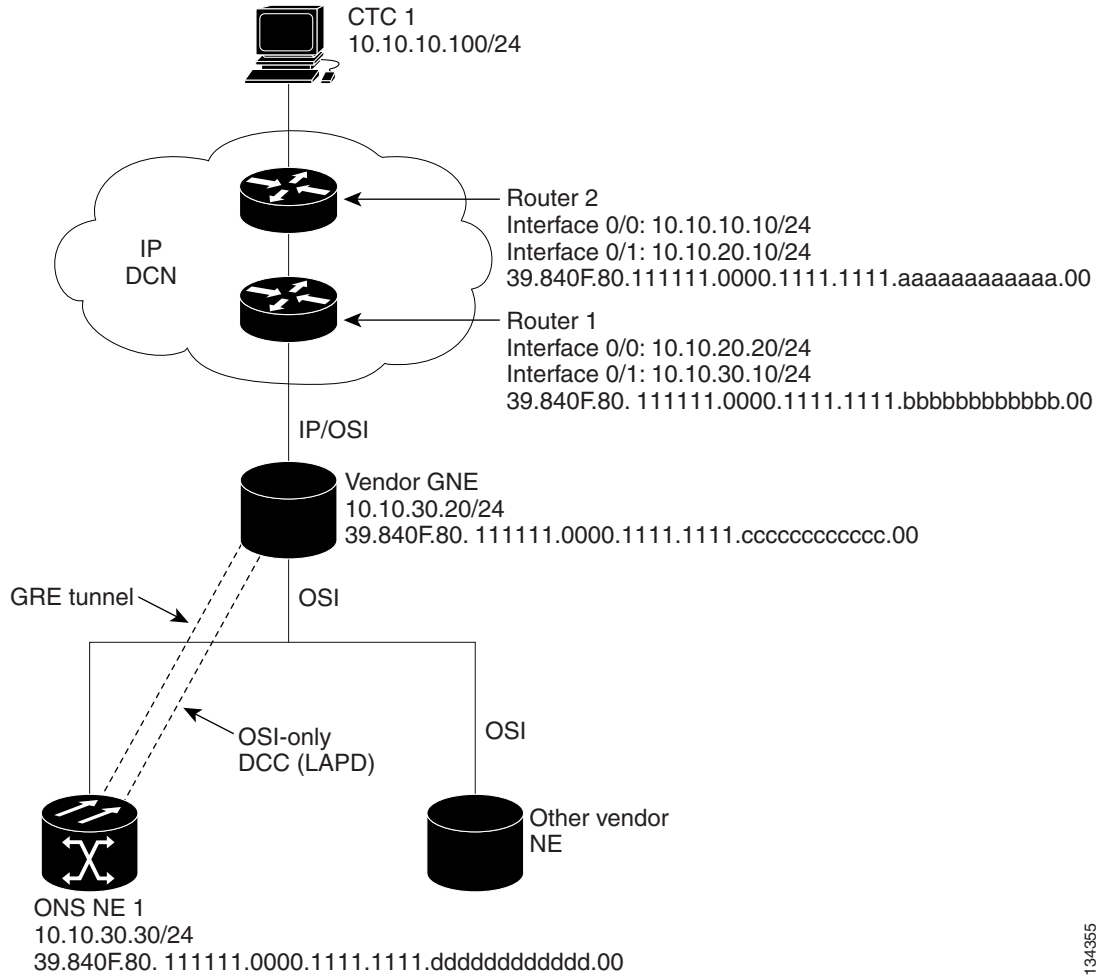 CTC 1
10.10.10.100/24
Router 2
Interface 0/0: 10.10.10.10/24
Interface 0/1: 10.10.20.10/24
39.840F.80.111111.0000.1111.1111.aaaaaaaaaaaa.00
IP
DCN
Router 1
Interface 0/0: 10.10.20.20/24
Interface 0/1: 10.10.30.10/24
39.840F.80. 111111.0000.1111.1111.bbbbbbbbbbbb.00
IP/OSI
Vendor GNE
10.10.30.20/24
39.840F.80. 111111.0000.1111.1111.cccccccccccc.00
GRE tunnel
OSI
OSI-only
DCC (LAPD)
OSI
Other vendor
NE
ONS NE 1
10.10.30.30/24
39.840F.80. 111111.0000.1111.1111.dddddddddddd.00
134355